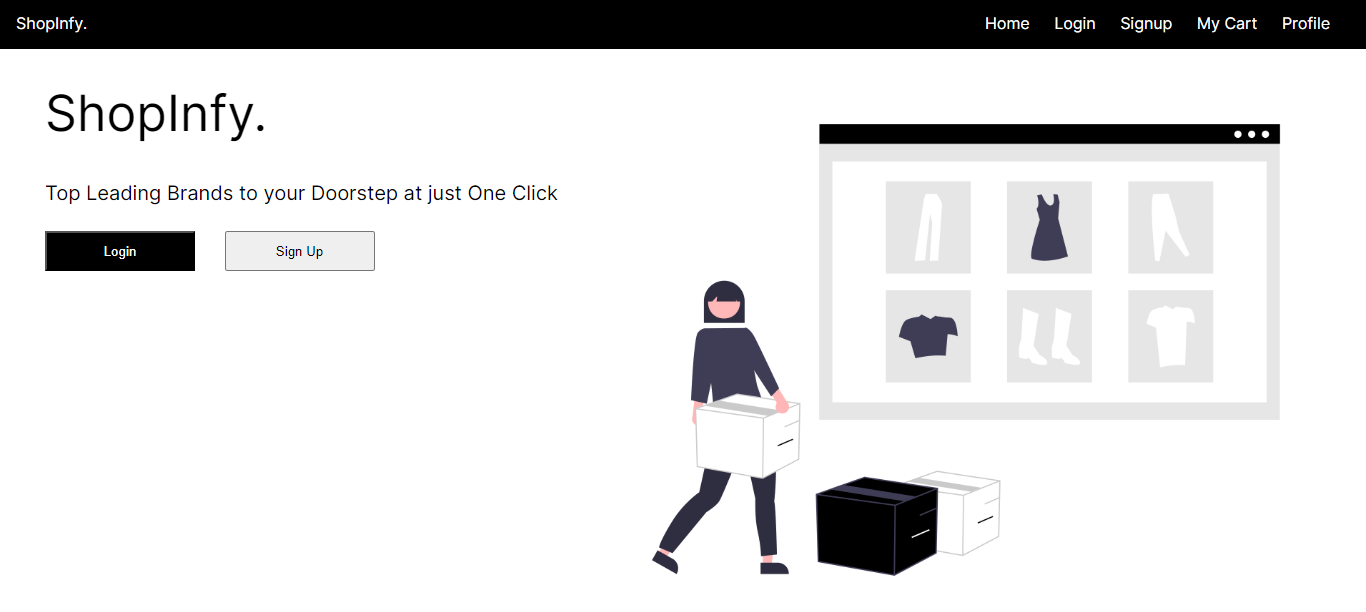 ShopInfy.
Home Login Signup My Cart Profile
ShopInfy.
Top Leading Brands to your Doorstep at just One Click
Login
Sign Up